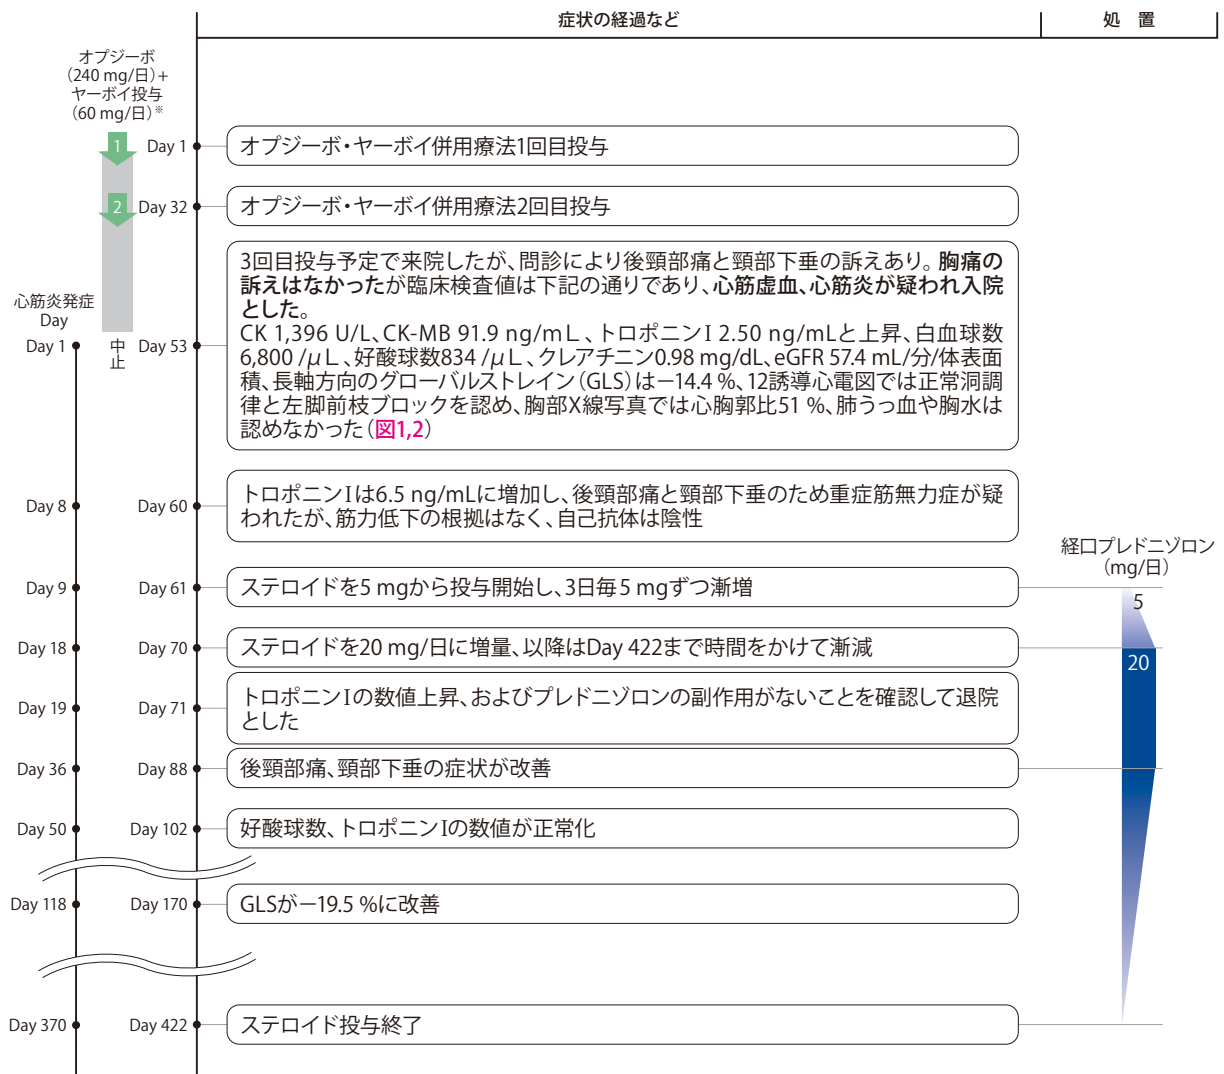 症状の経過など
処 置
オプジーボ
(240 mg/日)+
ヤーボイ投与
(60 mg/日)※
1
Day 1
オプジーボ・ヤーボイ併用療法1回目投与
2
Day 32
オプジーボ・ヤーボイ併用療法2回目投与
心筋炎発症
Day
Day 1
中
止
Day 53
3回目投与予定で来院したが、問診により後頸部痛と頸部下垂の訴えあり。胸痛の
訴えはなかったが臨床検査値は下記の通りであり、心筋虚血、心筋炎が疑われ入院
とした。
CK 1,396 U/L、CK-MB 91.9 ng/mL、トロポニンI 2.50 ng/mLと上昇、白血球数
6,800 /μL、好酸球数834 /μL、クレアチニン0.98 mg/dL、eGFR 57.4 mL/分/体表面
積、長軸方向のグローバルストレイン(GLS)は−14.4 %、12誘導心電図では正常洞調
律と左脚前枝ブロックを認め、胸部X線写真では心胸郭比51 %、肺うっ血や胸水は
認めなかった(図1,2)
Day 8
Day 60
トロポニンIは6.5 ng/mLに増加し、後頸部痛と頸部下垂のため重症筋無力症が疑
われたが、筋力低下の根拠はなく、自己抗体は陰性
経口プレドニゾロン
(mg/日)
Day 9
Day 61
ステロイドを5 mgから投与開始し、3日毎5 mgずつ漸増
5
Day 18
Day 70
ステロイドを20 mg/日に増量、以降はDay 422まで時間をかけて漸減
20
Day 19
Day 71
トロポニンIの数値上昇、およびプレドニゾロンの副作用がないことを確認して退院
とした
Day 36
Day 88
後頸部痛、頸部下垂の症状が改善
Day 50
Day 102
好酸球数、トロポニンIの数値が正常化
Day 118
Day 170
GLSが−19.5 %に改善
Day 370
Day 422
ステロイド投与終了